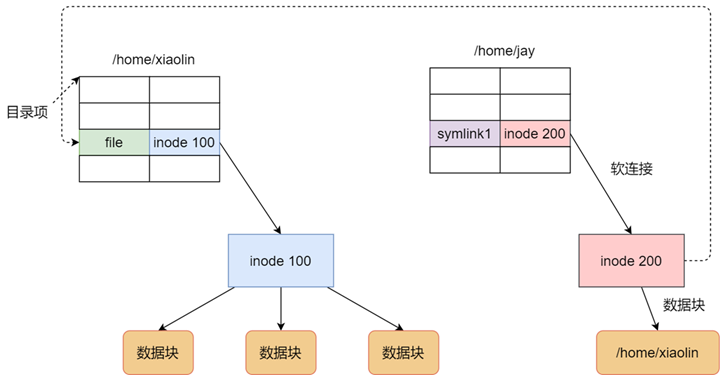 /home/xiaolin
/home/jay
目录项
file
inode 100
symlink1
inode 200
软连接
inode 100
inode 200
数据块
数据块
数据块
数据块
/home/xiaolin